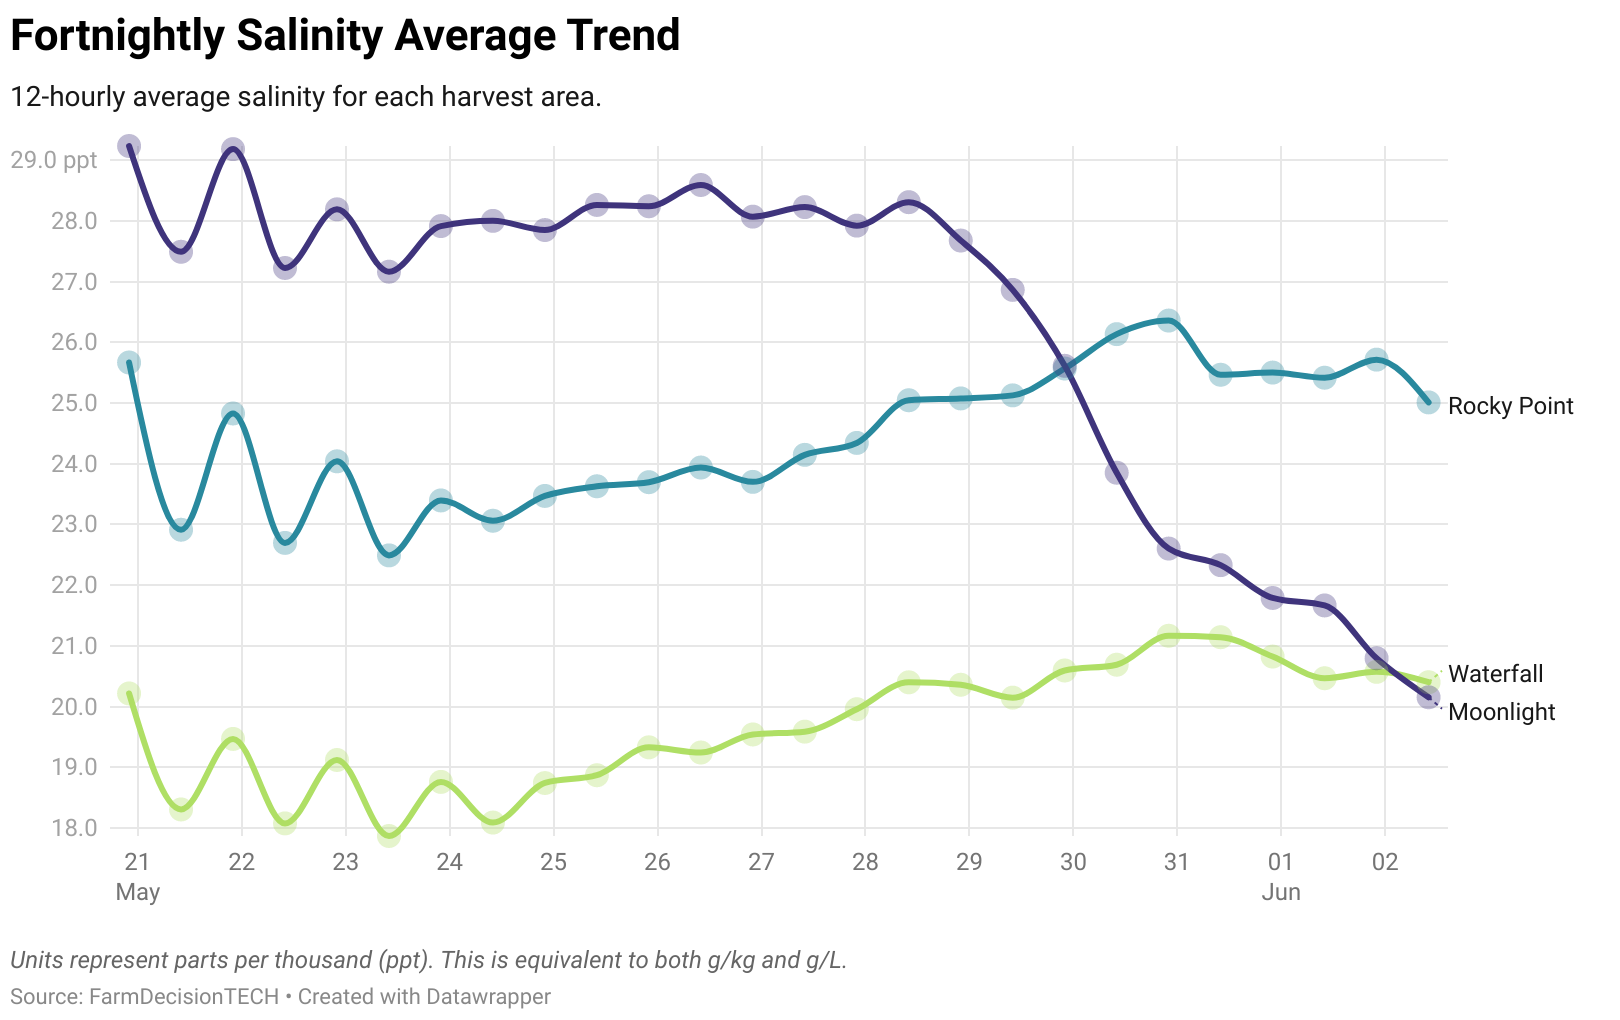 Fortnightly Salinity Average Trend
12-hourly average salinity for each harvest area.
29.0 ppt
28.0
27.0
26.0
25.0
24.0
23.0
22.0
21.0
20.0
19.0
18.0
Rocky Point
Waterfall
Moonlight
21 22 23 24 25 26 27 28 29 30 31 01 02
May Jun
Units represent parts per thousand (ppt). This is equivalent to both g/kg and g/L.
Source: FarmDecisionTECH • Created with Datawrapper